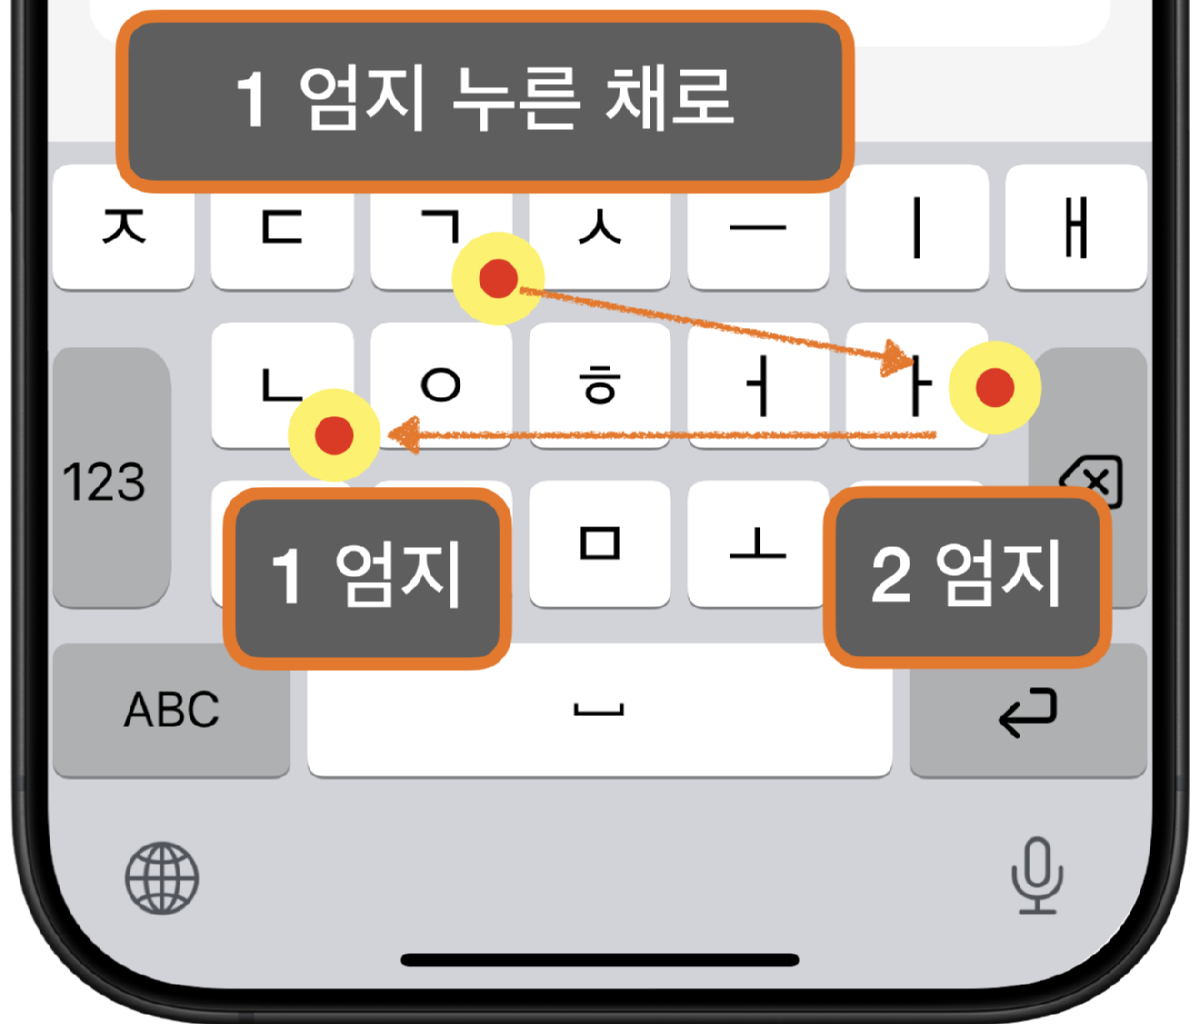 1 엄지 누른 채로
ㅈ ㄷ ㄱ ㅅ ㅡ ㅣ ㅐ
ㄴ ㅇ ㅎ ㅓ ㅏ
123 ㅁ ㅗ
1 엄지
2 엄지
ABC